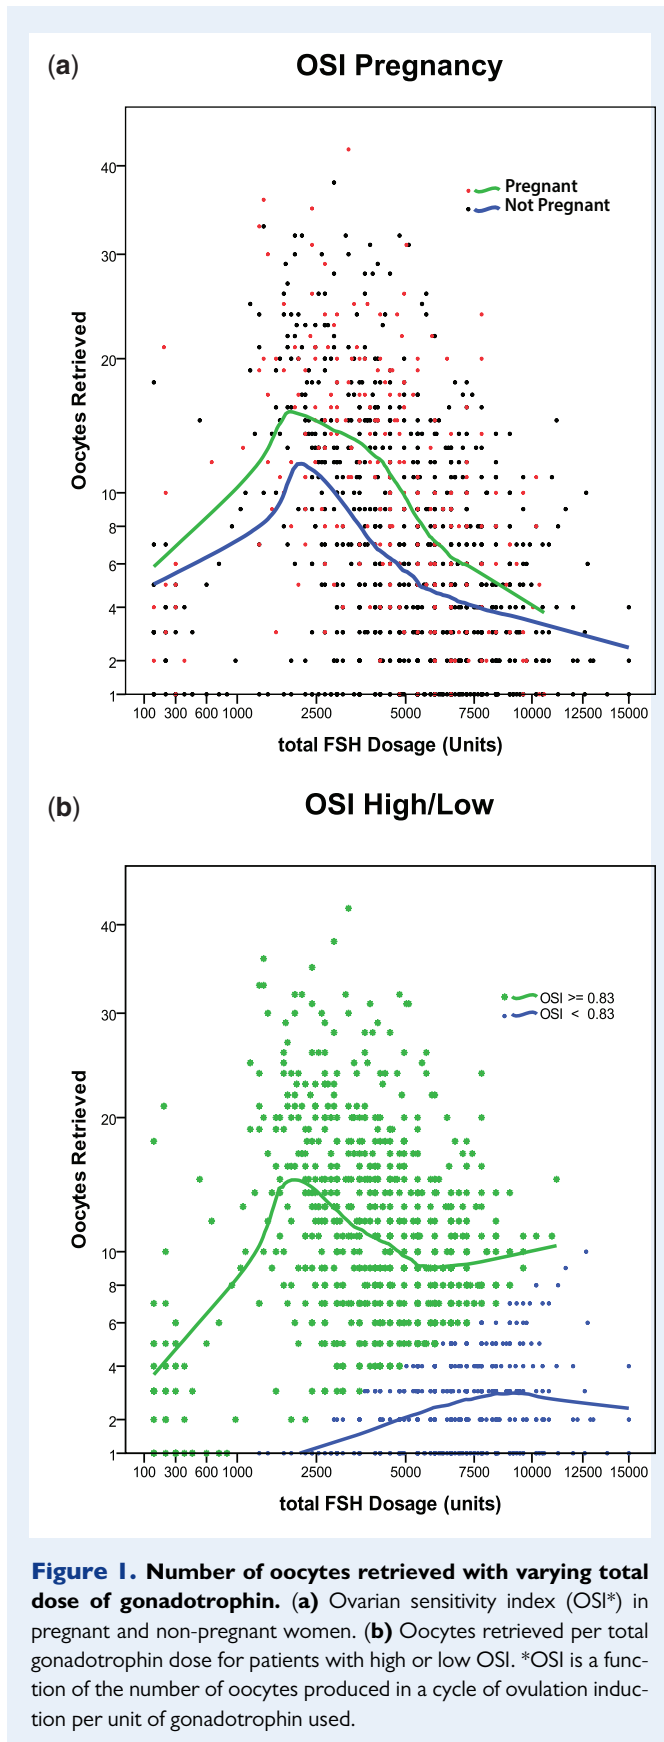 (a)
OSI Pregnancy
Pregnant
Not Pregnant
40
30
20
10
8
6
4
2
1
Oocytes Retrieved
100 300 600 1000 2500 5000 7500 10000 12500 15000
total FSH Dosage (Units)
(b)
OSI High/Low
OSI >= 0.83
OSI < 0.83
40
30
20
10
8
6
4
2
1
Oocytes Retrieved
100 300 600 1000 2500 5000 7500 10000 12500 15000
total FSH Dosage (units)
Figure 1. Number of oocytes retrieved with varying total
dose of gonadotrophin. (a) Ovarian sensitivity index (OSI*) in
pregnant and non-pregnant women. (b) Oocytes retrieved per total
gonadotrophin dose for patients with high or low OSI. *OSI is a func-
tion of the number of oocytes produced in a cycle of ovulation induc-
tion per unit of gonadotrophin used.